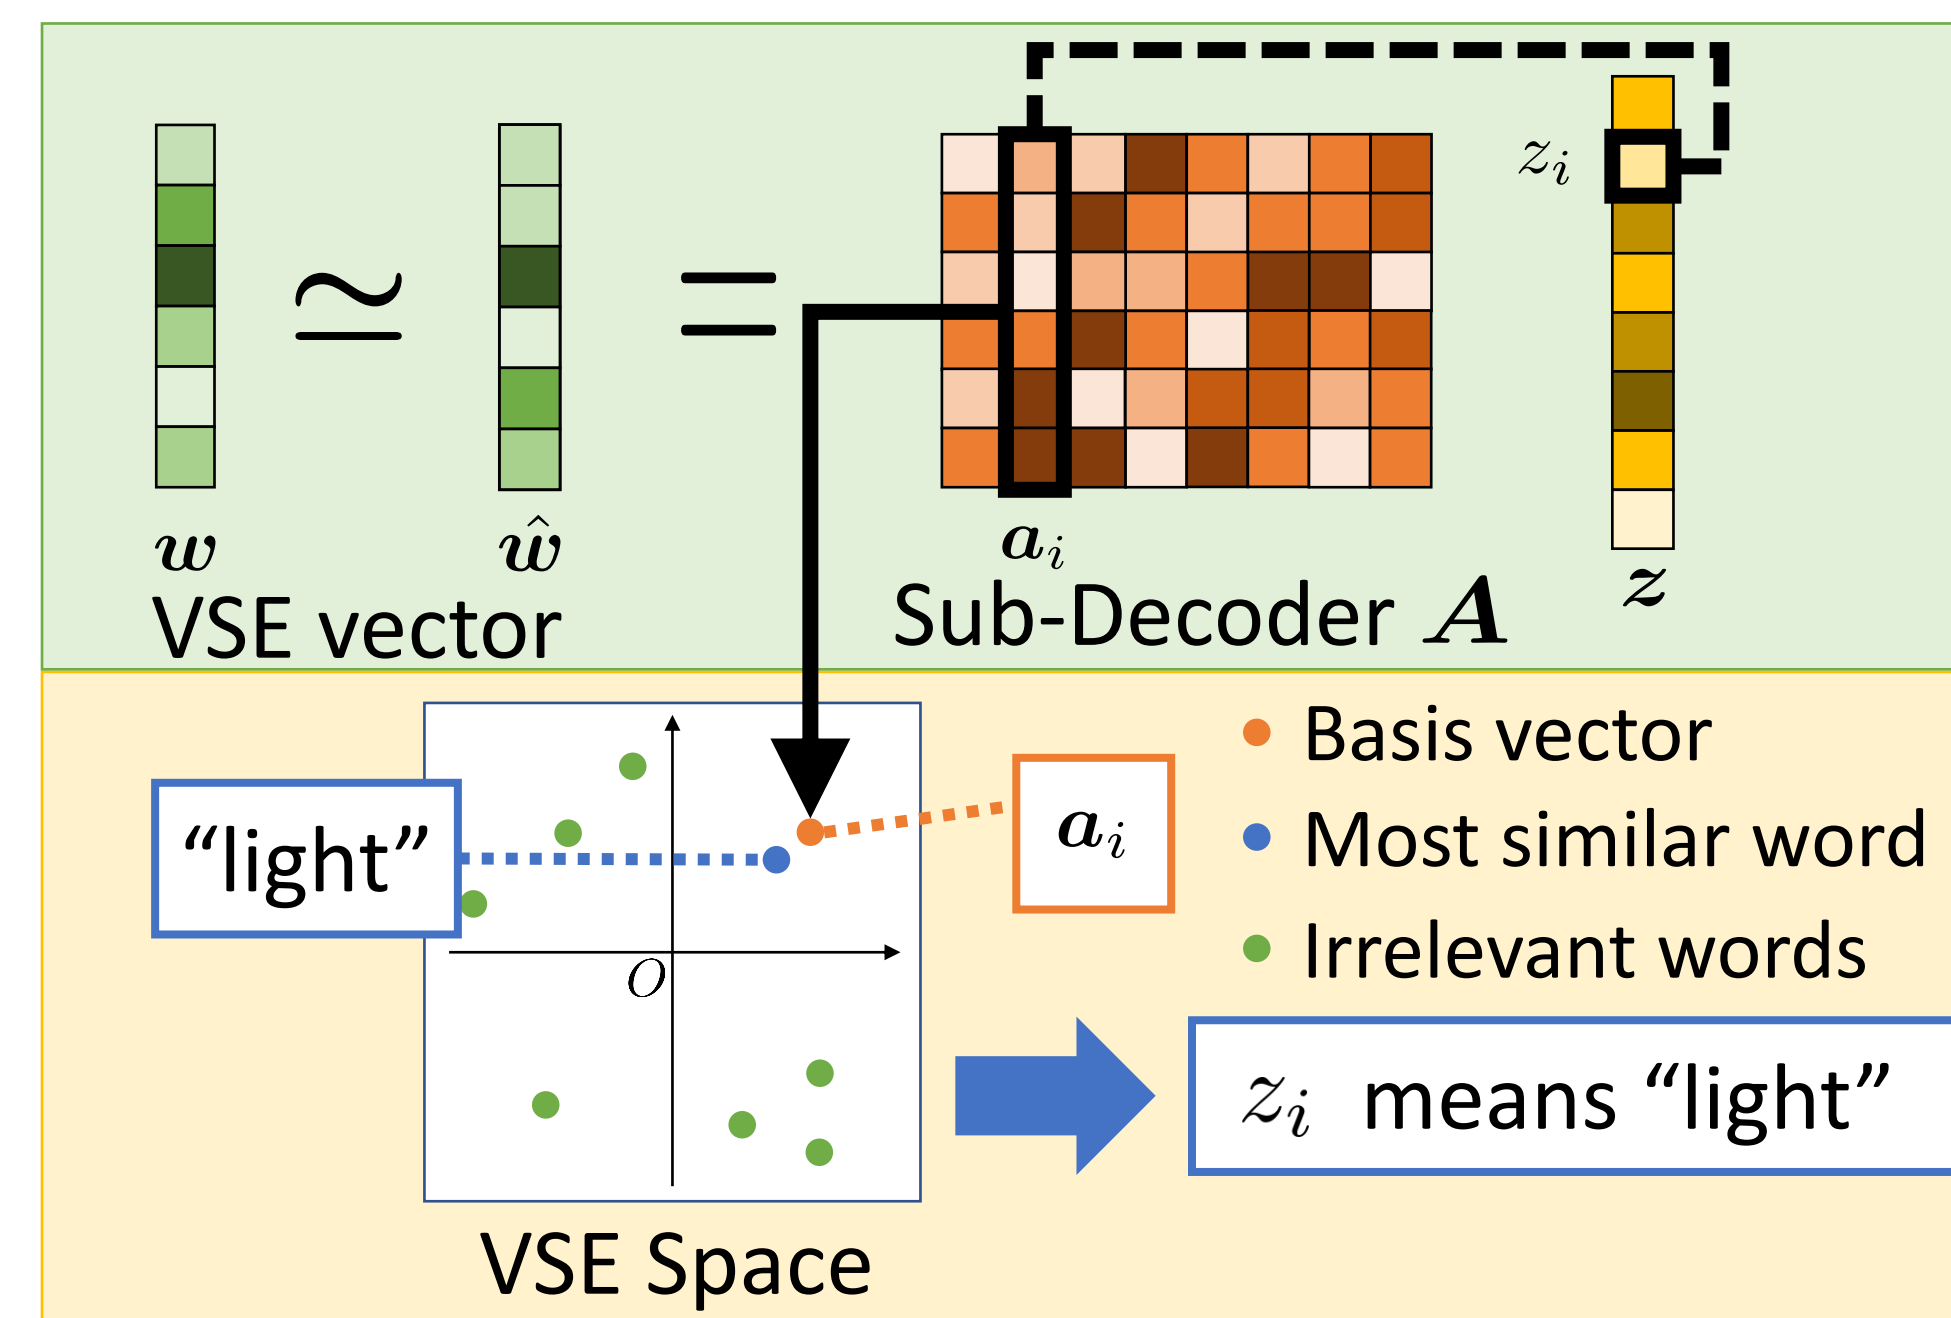 ≃
=
z_i
w
ŵ
a_i
z
VSE vector
Sub-Decoder A
“light”
a_i
Basis vector
Most similar word
Irrelevant words
O
z_i means “light”
VSE Space